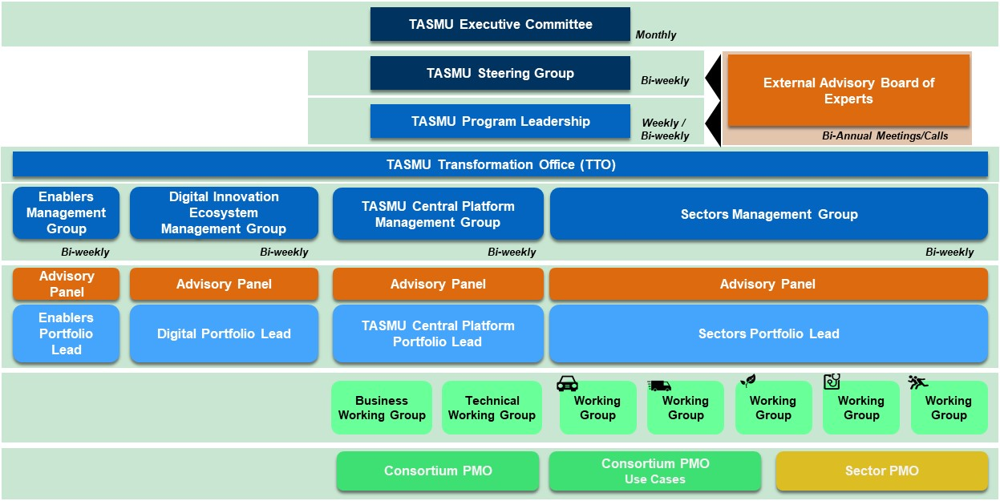 TASMU Executive Committee
Monthly
TASMU Steering Group
Bi-weekly
External Advisory Board of
Experts
TASMU Program Leadership
Weekly /
Bi-weekly
Bi-Annual Meetings/Calls
TASMU Transformation Office (TTO)
Enablers
Management
Group
Digital Innovation
Ecosystem
Management Group
TASMU Central Platform
Management Group
Sectors Management Group
Bi-weekly
Bi-weekly
Bi-weekly
Bi-weekly
Advisory
Panel
Advisory Panel
Advisory Panel
Advisory Panel
Enablers
Portfolio
Lead
Digital Portfolio Lead
TASMU Central Platform
Portfolio Lead
Sectors Portfolio Lead
Business
Working Group
Technical
Working Group
Working
Group
Working
Group
Working
Group
Working
Group
Working
Group
Consortium PMO
Consortium PMO
Use Cases
Sector PMO